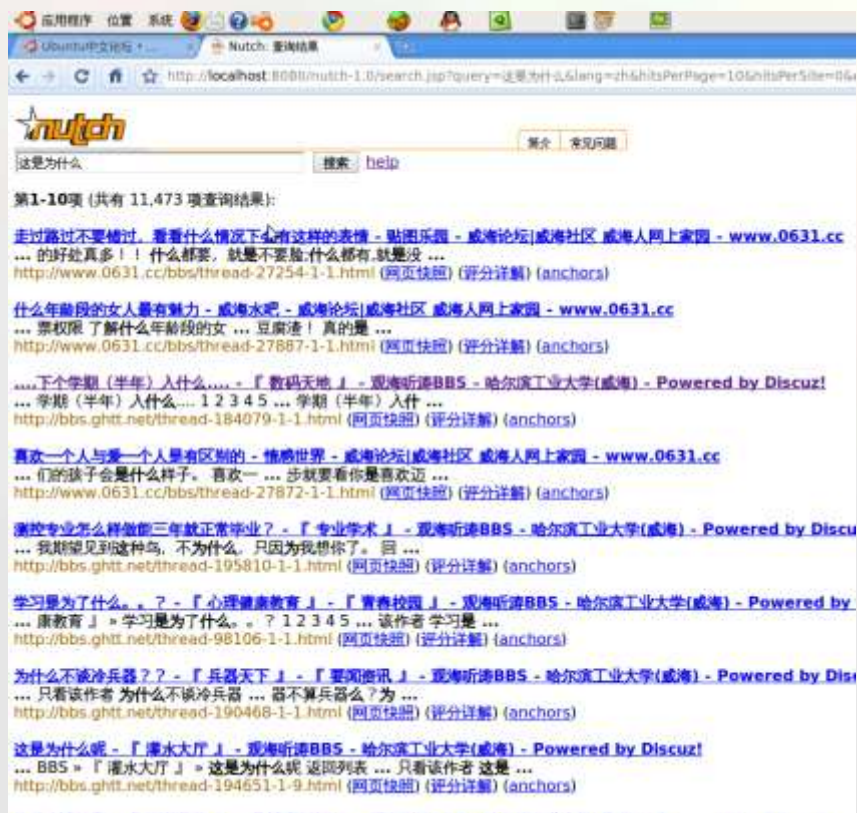 应用程序 位置 系统
Ubuntu中文论坛 • ... Nutch: 查询结果
http://localhost:8080/nutch-1.0/search.jsp?query=这是为什么&lang=zh&hitsPerPage=10&hitsPerSite=0&
nutch
简介 常见问题
这是为什么 搜索 help
第1-10项 (共有 11,473 项查询结果):
走过路过不要错过，看看什么情况下会有这样的表情 - 贴图乐园 - 威海论坛|威海社区 威海人网上家园 - www.0631.cc
... 的好处真多！！ 什么都要，就是不要脸;什么都有,就是没 ...
http://www.0631.cc/bbs/thread-27254-1-1.html (网页快照) (评分详解) (anchors)
什么年龄段的女人最有魅力 - 威海水吧 - 威海论坛|威海社区 威海人网上家园 - www.0631.cc
... 票权限 了解什么年龄段的女 ... 豆腐渣！ 真的是 ...
http://www.0631.cc/bbs/thread-27887-1-1.html (网页快照) (评分详解) (anchors)
....下个学期（半年）入什么.... - 『 数码天地 』 - 观海听涛BBS - 哈尔滨工业大学(威海) - Powered by Discuz!
... 学期（半年）入什么.... 1 2 3 4 5 ... 学期（半年）入什 ...
http://bbs.ghtt.net/thread-184079-1-1.html (网页快照) (评分详解) (anchors)
喜欢一个人与爱一个人是有区别的 - 情感世界 - 威海论坛|威海社区 威海人网上家园 - www.0631.cc
... 们的孩子会是什么样子。 喜欢一 ... 步就要看你是喜欢迈 ...
http://www.0631.cc/bbs/thread-27872-1-1.html (网页快照) (评分详解) (anchors)
测控专业怎么样做能三年就正常毕业？ - 『 专业学术 』 - 观海听涛BBS - 哈尔滨工业大学(威海) - Powered by Discu
... 我期望见到这种鸟，不为什么，只因为我想你了。 回 ...
http://bbs.ghtt.net/thread-195810-1-1.html (网页快照) (评分详解) (anchors)
学习是为了什么。。？ - 『 心理健康教育 』 - 『 青春校园 』 - 观海听涛BBS - 哈尔滨工业大学(威海) - Powered by
... 康教育 』 » 学习是为了什么。。? 1 2 3 4 5 ... 该作者 学习是 ...
http://bbs.ghtt.net/thread-98106-1-1.html (网页快照) (评分详解) (anchors)
为什么不谈冷兵器？？ - 『 兵器天下 』 - 『 要闻资讯 』 - 观海听涛BBS - 哈尔滨工业大学(威海) - Powered by Dis
... 只看该作者 为什么不谈冷兵器 ... 器不算兵器么？为 ...
http://bbs.ghtt.net/thread-190468-1-1.html (网页快照) (评分详解) (anchors)
这是为什么呢 - 『 灌水大厅 』 - 观海听涛BBS - 哈尔滨工业大学(威海) - Powered by Discuz!
... BBS » 『 灌水大厅 』 » 这是为什么呢 返回列表 ... 只看该作者 这是 ...
http://bbs.ghtt.net/thread-194651-1-9.html (网页快照) (评分详解) (anchors)